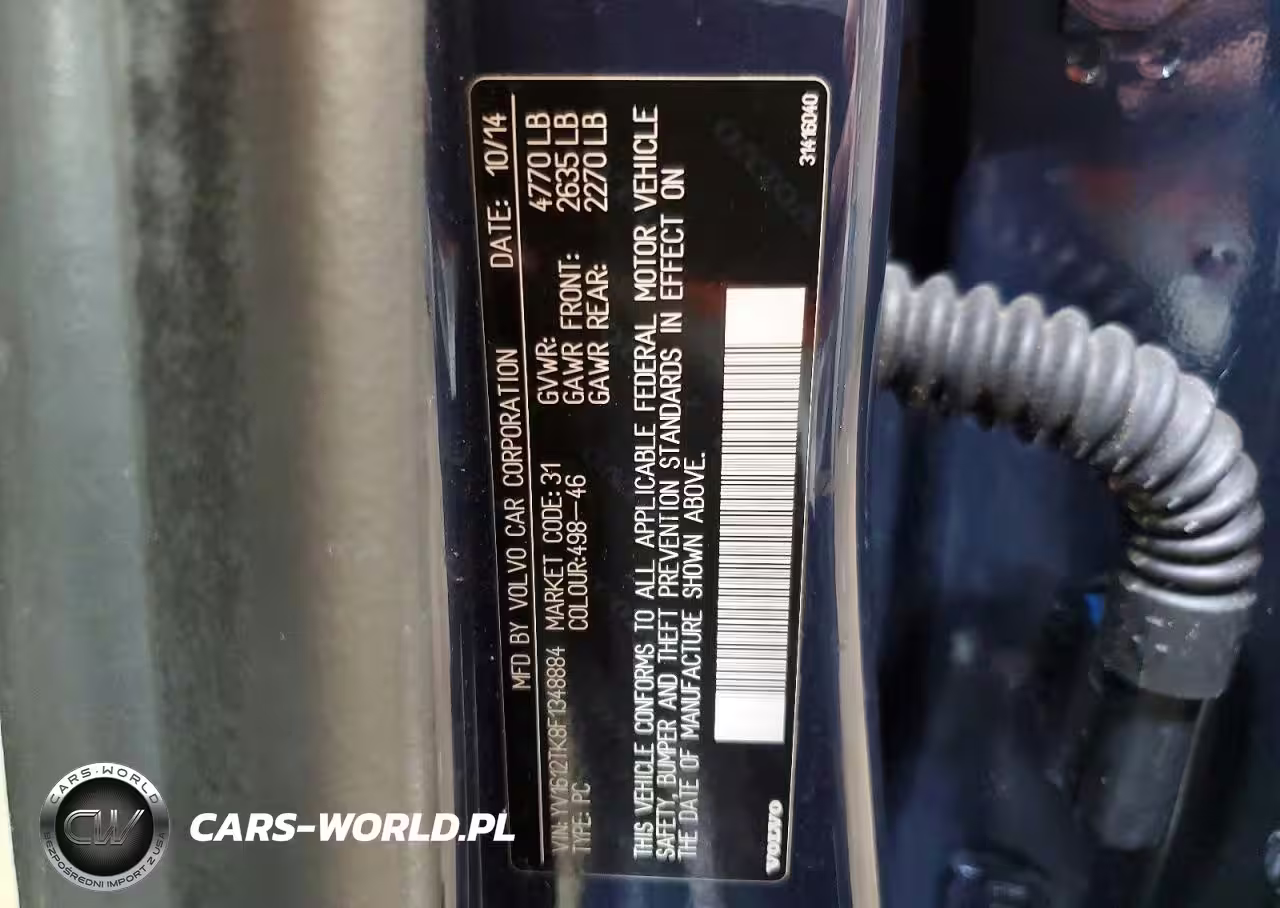 MFD BY VOLVO CAR CORPORATION DATE: 10/14
VIN: YV1612TK8F1348884 MARKET CODE: 31 GVWR: 4770 LB
TYPE: PC COLOUR:498-46 GAWR FRONT: 2635 LB
GAWR REAR: 2270 LB
THIS VEHICLE CONFORMS TO ALL APPLICABLE FEDERAL MOTOR VEHICLE
SAFETY, BUMPER AND THEFT PREVENTION STANDARDS IN EFFECT ON
THE DATE OF MANUFACTURE SHOWN ABOVE.
VOLVO 31416040
CARS-WORLD
CW
BEZPOŚREDNI IMPORT Z USA
CARS-WORLD.PL